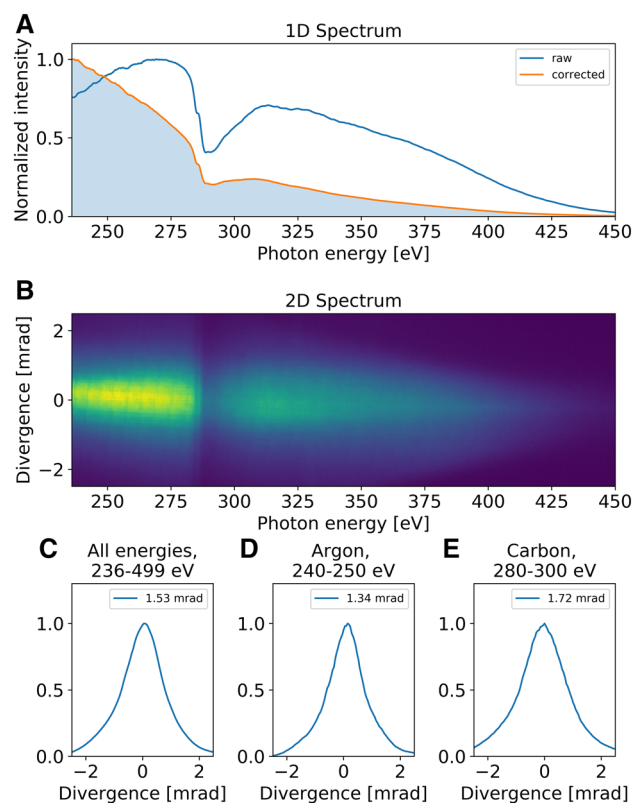 A
1D Spectrum
Normalized intensity
1.0
0.5
0.0
raw
corrected
250
275
300
325
350
375
400
425
450
Photon energy [eV]
B
2D Spectrum
Divergence [mrad]
2
0
−2
250
275
300
325
350
375
400
425
450
Photon energy [eV]
C
All energies,
236-499 eV
1.53 mrad
1.0
0.5
0.0
−2
0
2
Divergence [mrad]
D
Argon,
240-250 eV
1.34 mrad
1.0
0.5
0.0
−2
0
2
Divergence [mrad]
E
Carbon,
280-300 eV
1.72 mrad
1.0
0.5
0.0
−2
0
2
Divergence [mrad]